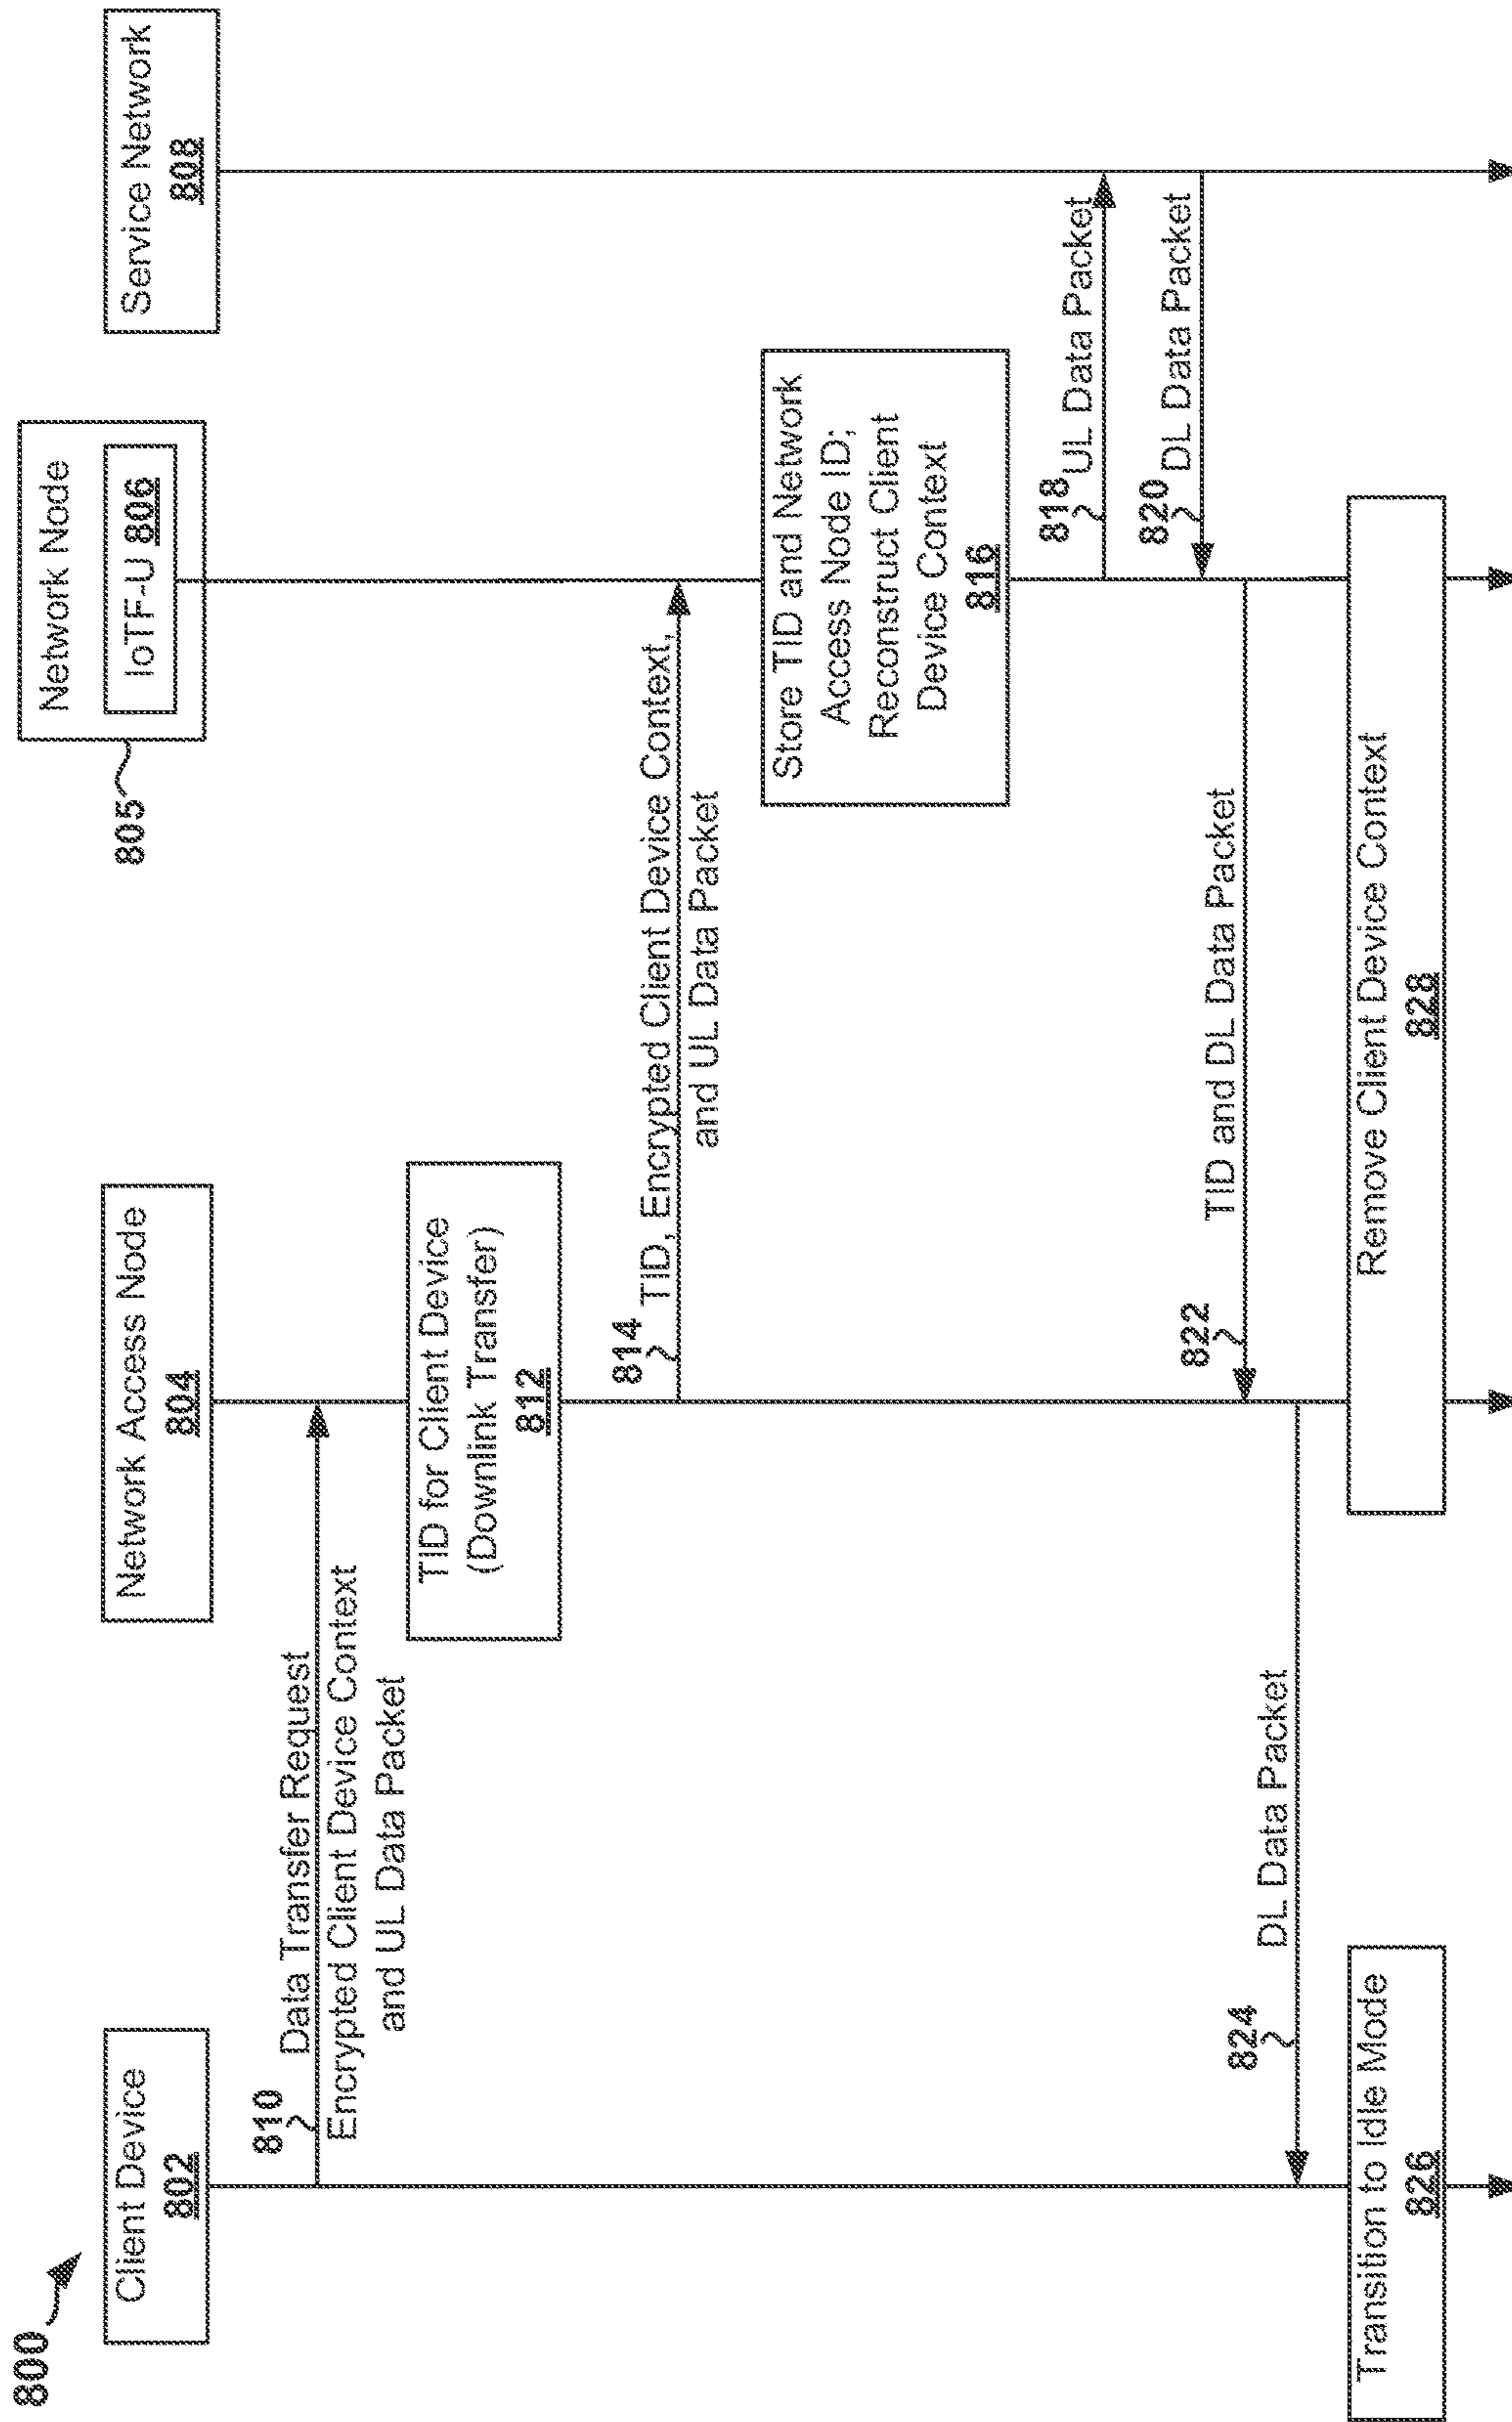 800
Client Device
802
Network Access Node
804
805
Network Node
IoTF-U 806
Service Network
808
810
Data Transfer Request
Encrypted Client Device Context
and UL Data Packet
TID for Client Device
(Downlink Transfer)
812
814
TID, Encrypted Client Device Context,
and UL Data Packet
Store TID and Network
Access Node ID;
Reconstruct Client
Device Context
816
818
UL Data Packet
820
DL Data Packet
822
TID and DL Data Packet
824
DL Data Packet
Transition to Idle Mode
826
Remove Client Device Context
828